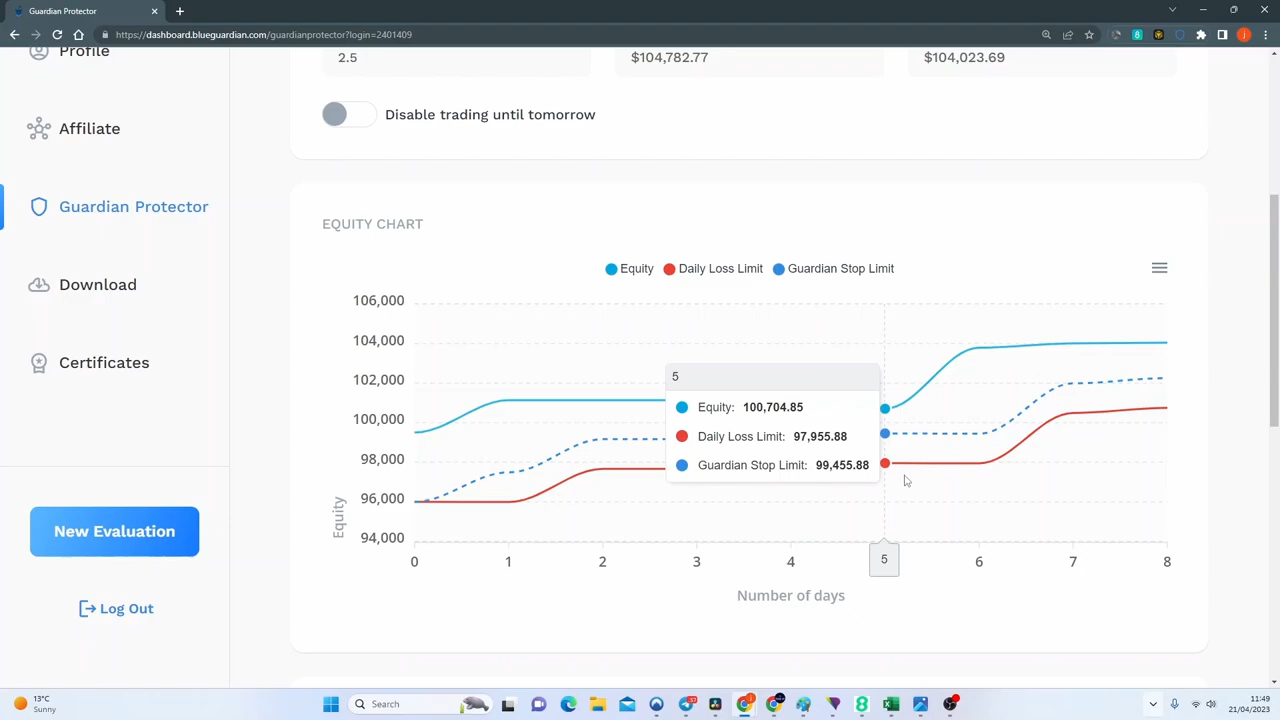 Guardian Protector
https://dashboard.blueguardian.com/guardianprotector?login=2401409
Profile
Affiliate
Guardian Protector
Download
Certificates
New Evaluation
Log Out
2.5
$104,782.77
$104,023.69
Disable trading until tomorrow
EQUITY CHART
Equity
Daily Loss Limit
Guardian Stop Limit
106,000
104,000
102,000
100,000
98,000
96,000
94,000
Equity
5
Equity: 100,704.85
Daily Loss Limit: 97,955.88
Guardian Stop Limit: 99,455.88
0 1 2 3 4 5 6 7 8
Number of days
13°C
Sunny
Search
11:49
21/04/2023